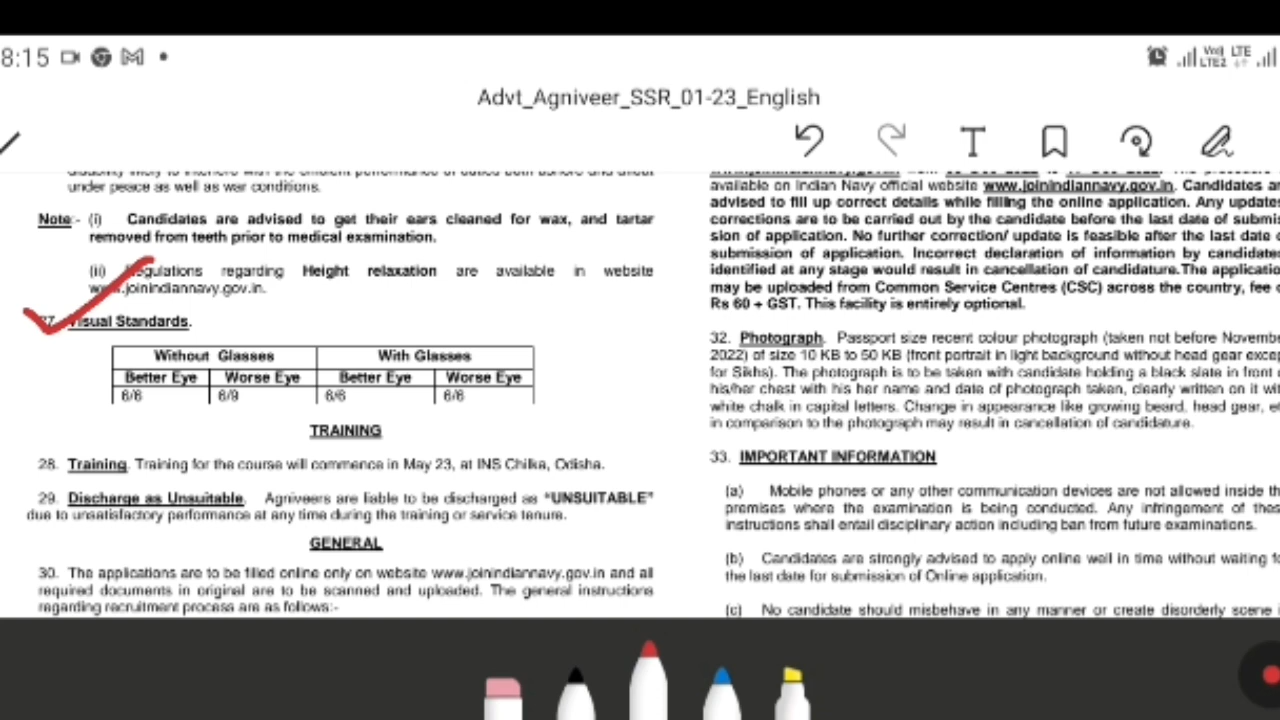 8:15
Vo) LTE
LTE2
Advt_Agniveer_SSR_01-23_English
T
under peace as well as war conditions.
Note:- (i) Candidates are advised to get their ears cleaned for wax, and tartar
removed from teeth prior to medical examination.
(ii) Regulations regarding Height relaxation are available in website
www.joinindiannavy.gov.in.
27. Visual Standards.
Without Glasses With Glasses
Better Eye Worse Eye Better Eye Worse Eye
6/6 6/9 6/6 6/6
TRAINING
28. Training. Training for the course will commence in May 23, at INS Chilka, Odisha.
29. Discharge as Unsuitable. Agniveers are liable to be discharged as “UNSUITABLE”
due to unsatisfactory performance at any time during the training or service tenure.
GENERAL
30. The applications are to be filled online only on website www.joinindiannavy.gov.in and all
required documents in original are to be scanned and uploaded. The general instructions
regarding recruitment process are as follows:-
available on Indian Navy official website www.joinindiannavy.gov.in. Candidates ar
advised to fill up correct details while filling the online application. Any updates
corrections are to be carried out by the candidate before the last date of submis
sion of application. No further correction/ update is feasible after the last date o
submission of application. Incorrect declaration of information by candidates
identified at any stage would result in cancellation of candidature.The applicatio
may be uploaded from Common Service Centres (CSC) across the country, fee o
Rs 60 + GST. This facility is entirely optional.
32. Photograph. Passport size recent colour photograph (taken not before Novembe
2022) of size 10 KB to 50 KB (front portrait in light background without head gear excep
for Sikhs). The photograph is to be taken with candidate holding a black slate in front o
his/her chest with his her name and date of photograph taken, clearly written on it wit
white chalk in capital letters. Change in appearance like growing beard, head gear, et
in comparison to the photograph may result in cancellation of candidature.
33. IMPORTANT INFORMATION
(a) Mobile phones or any other communication devices are not allowed inside th
premises where the examination is being conducted. Any infringement of thes
instructions shall entail disciplinary action including ban from future examinations.
(b) Candidates are strongly advised to apply online well in time without waiting fo
the last date for submission of Online application.
(c) No candidate should misbehave in any manner or create disorderly scene i